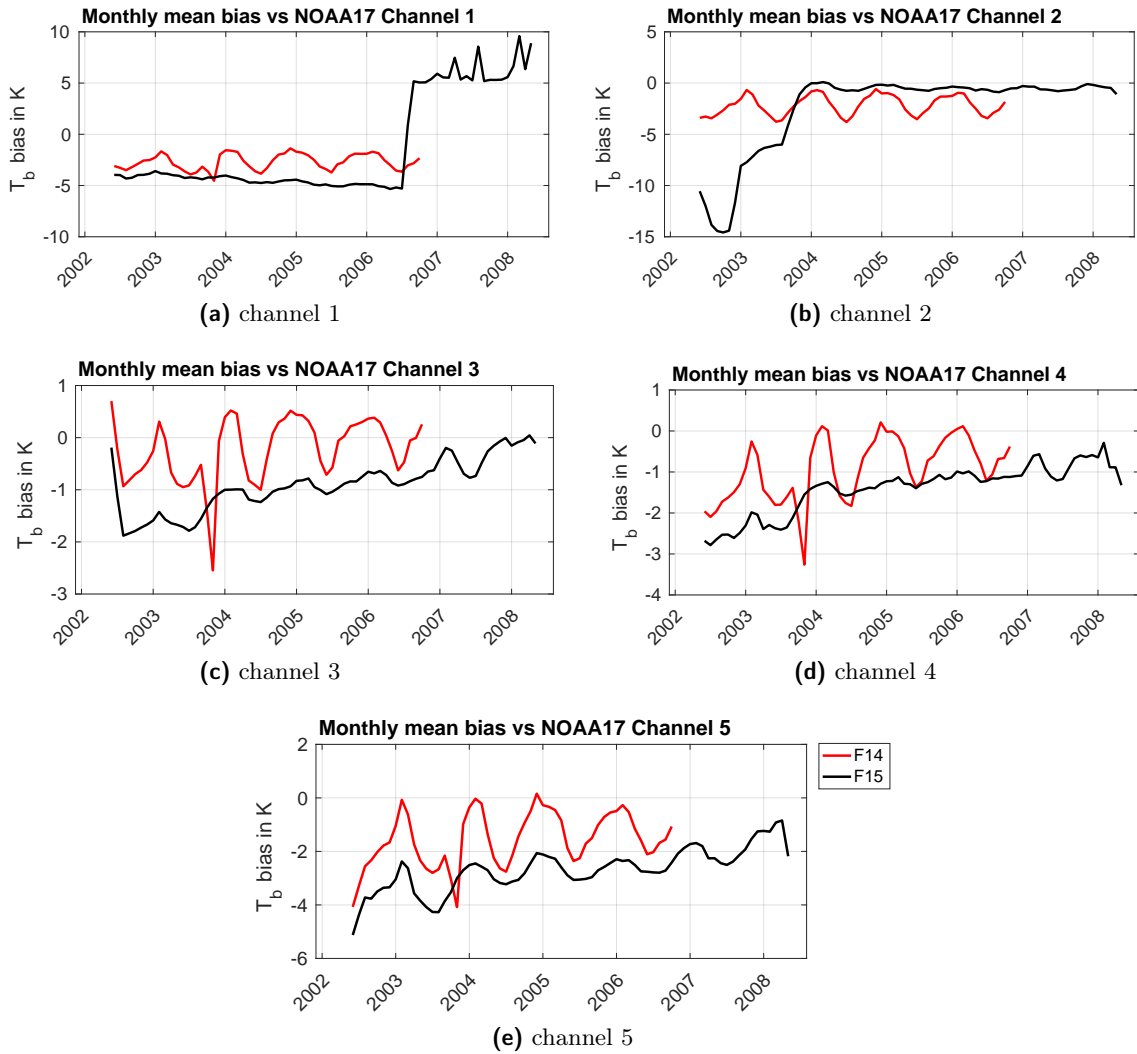 Monthly mean bias vs NOAA17 Channel 1
T_b bias in K
10
5
0
-5
-10
2002 2003 2004 2005 2006 2007 2008
(a) channel 1
Monthly mean bias vs NOAA17 Channel 2
T_b bias in K
5
0
-5
-10
-15
2002 2003 2004 2005 2006 2007 2008
(b) channel 2
Monthly mean bias vs NOAA17 Channel 3
T_b bias in K
1
0
-1
-2
-3
2002 2003 2004 2005 2006 2007 2008
(c) channel 3
Monthly mean bias vs NOAA17 Channel 4
T_b bias in K
1
0
-1
-2
-3
-4
2002 2003 2004 2005 2006 2007 2008
(d) channel 4
Monthly mean bias vs NOAA17 Channel 5
T_b bias in K
2
0
-2
-4
-6
2002 2003 2004 2005 2006 2007 2008
F14
F15
(e) channel 5